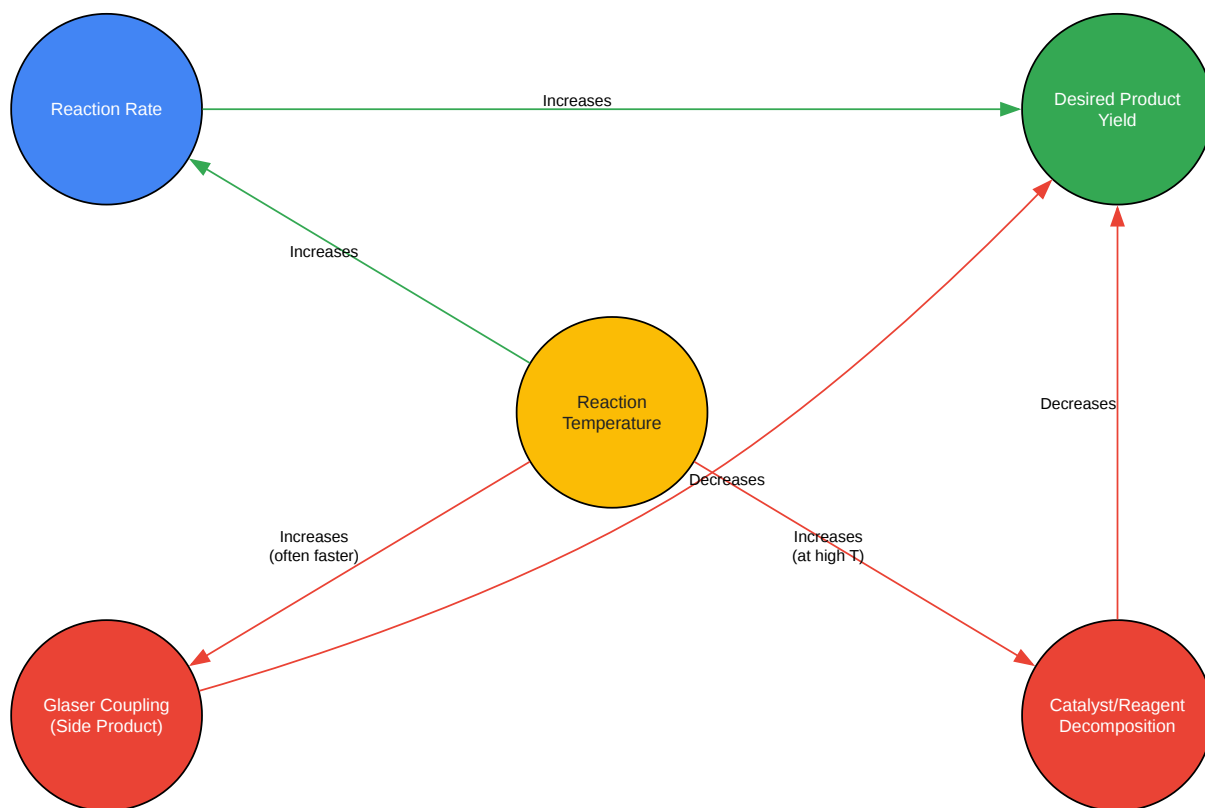 Reaction Rate
Increases
Desired Product
Yield
Increases
Reaction
Temperature
Decreases
Decreases
Increases
(often faster)
Increases
(at high T)
Glaser Coupling
(Side Product)
Catalyst/Reagent
Decomposition